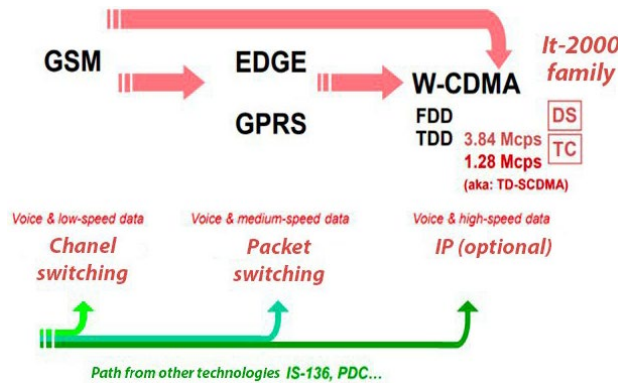 GSM
EDGE
GPRS
W-CDMA
It-2000
family
FDD
TDD
3.84 Mcps
1.28 Mcps
(aka: TD-SCDMA)
DS
TC
Voice & low-speed data
Chanel
switching
Voice & medium-speed data
Packet
switching
Voice & high-speed data
IP (optional)
Path from other technologies IS-136, PDC...